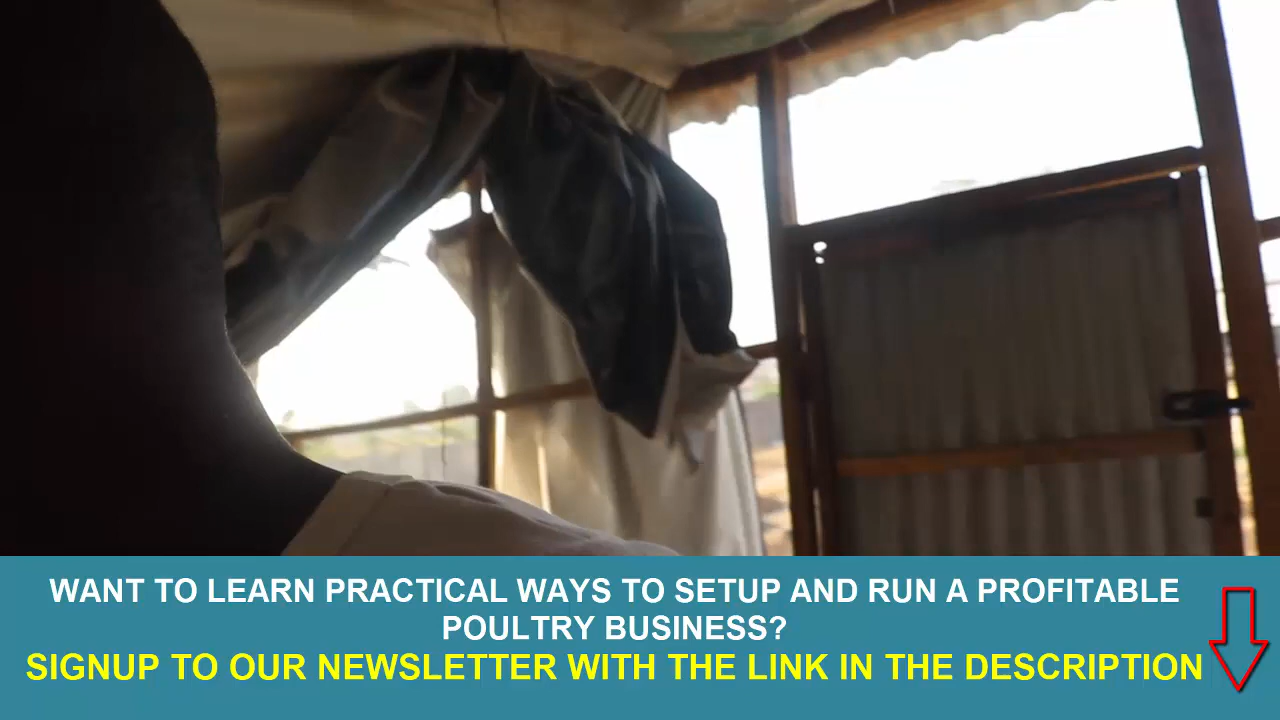 WANT TO LEARN PRACTICAL WAYS TO SETUP AND RUN A PROFITABLE
POULTRY BUSINESS?
SIGNUP TO OUR NEWSLETTER WITH THE LINK IN THE DESCRIPTION